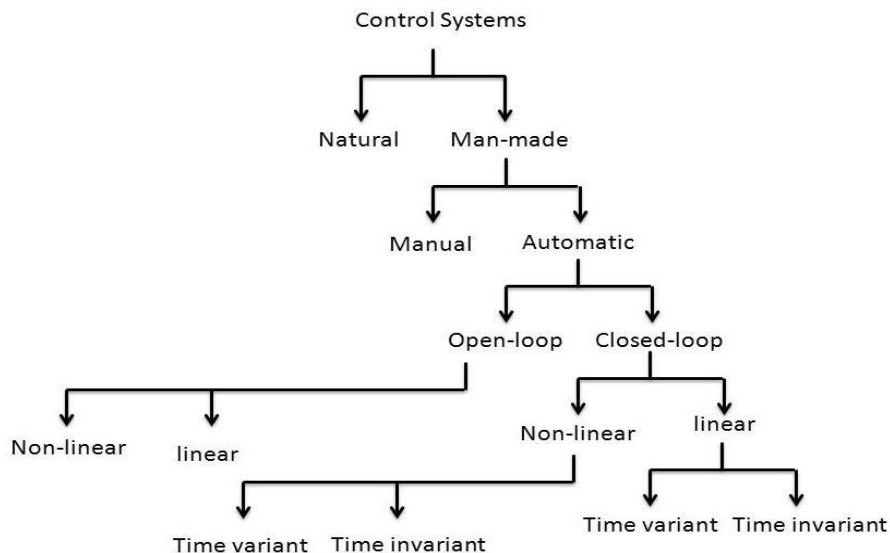 Control Systems
Natural
Man-made
Manual
Automatic
Open-loop
Closed-loop
Non-linear
linear
Non-linear
linear
Time variant
Time invariant
Time variant
Time invariant